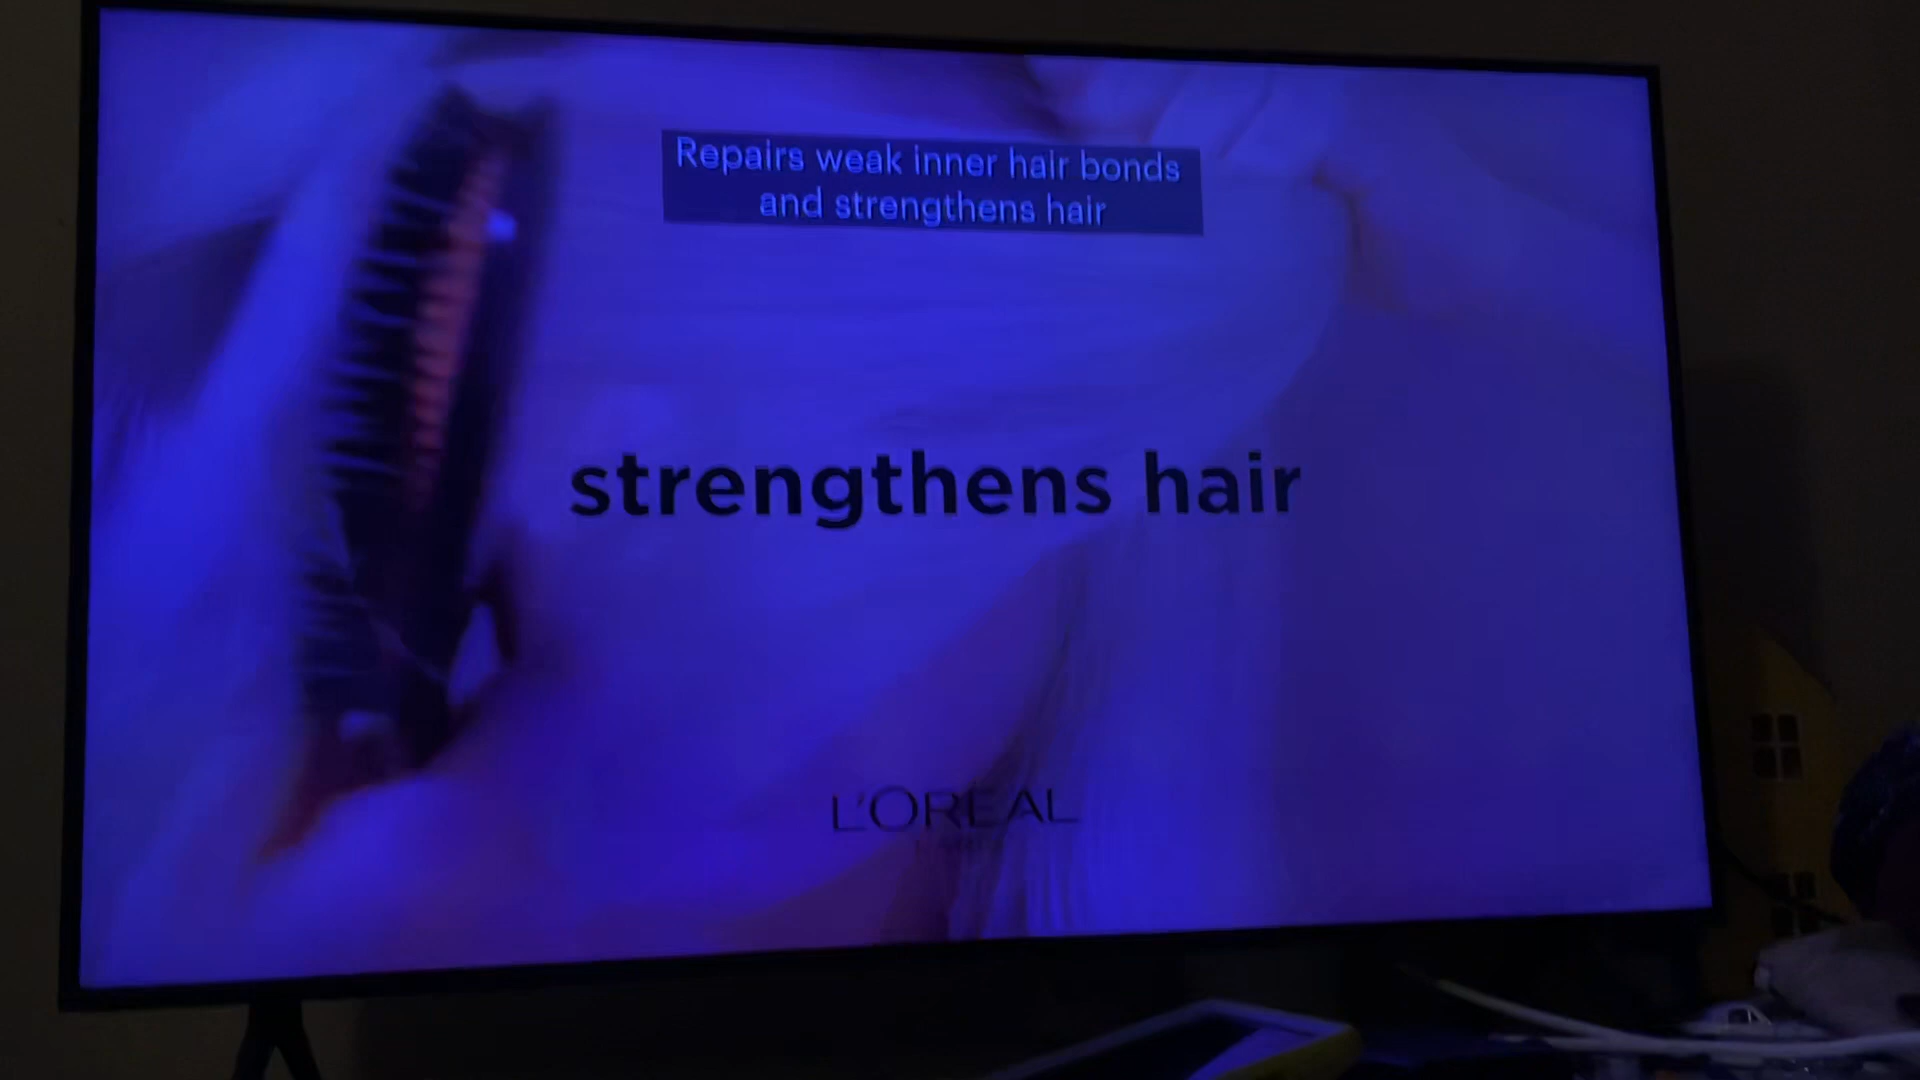 Repairs weak inner hair bonds
and strengthens hair
strengthens hair
L'ORÉAL